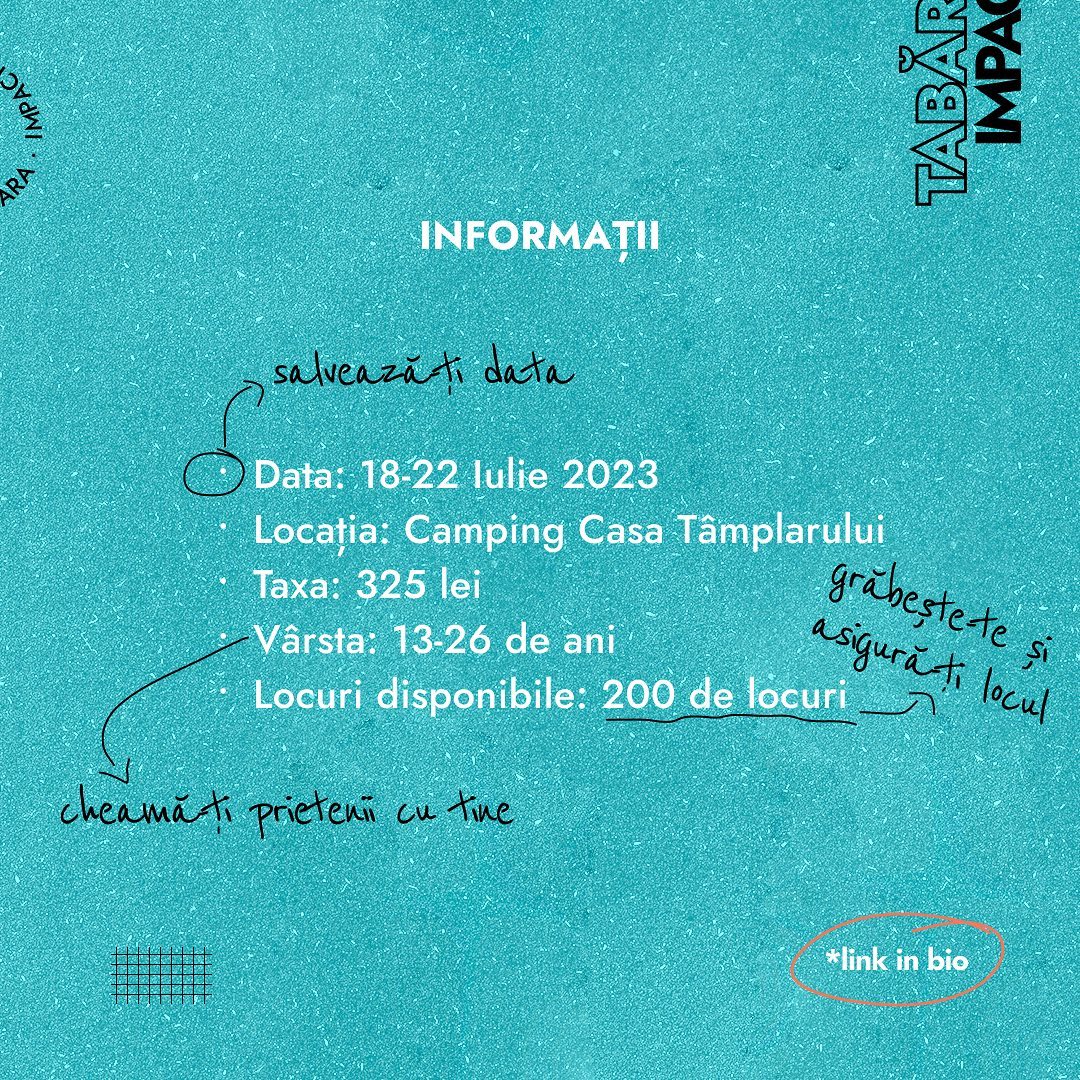 TABĂR
IMPAC
ARA · IMPACT
INFORMAȚII
salvează-ți data
· Data: 18-22 Iulie 2023
· Locația: Camping Casa Tâmplarului
· Taxa: 325 lei
· Vârsta: 13-26 de ani
· Locuri disponibile: 200 de locuri
grăbește-te și
asigură-ți locul
cheamă-ți prietenii cu tine
*link in bio